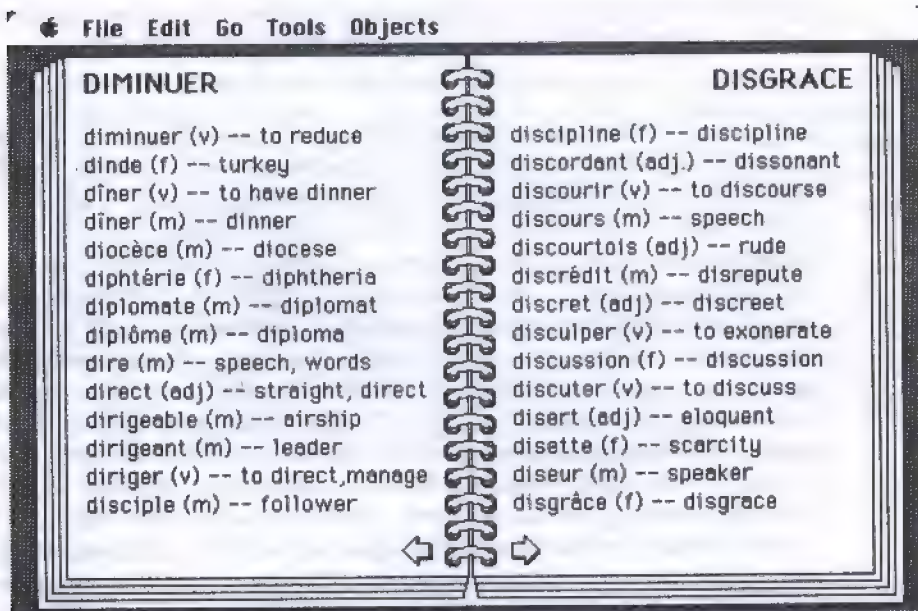 File Edit Go Tools Objects
DIMINUER
diminuer (v) -- to reduce
dinde (f) -- turkey
dîner (v) -- to have dinner
dîner (m) -- dinner
diocèce (m) -- diocese
diphtérie (f) -- diphtheria
diplomate (m) -- diplomat
diplôme (m) -- diploma
dire (m) -- speech, words
direct (adj) -- straight, direct
dirigeable (m) -- airship
dirigeant (m) -- leader
diriger (v) -- to direct,manage
disciple (m) -- follower
DISGRACE
discipline (f) -- discipline
discordant (adj.) -- dissonant
discourir (v) -- to discourse
discours (m) -- speech
discourtois (adj) -- rude
discrédit (m) -- disrepute
discret (adj) -- discreet
disculper (v) -- to exonerate
discussion (f) -- discussion
discuter (v) -- to discuss
disert (adj) -- eloquent
disette (f) -- scarcity
diseur (m) -- speaker
disgrâce (f) -- disgrace